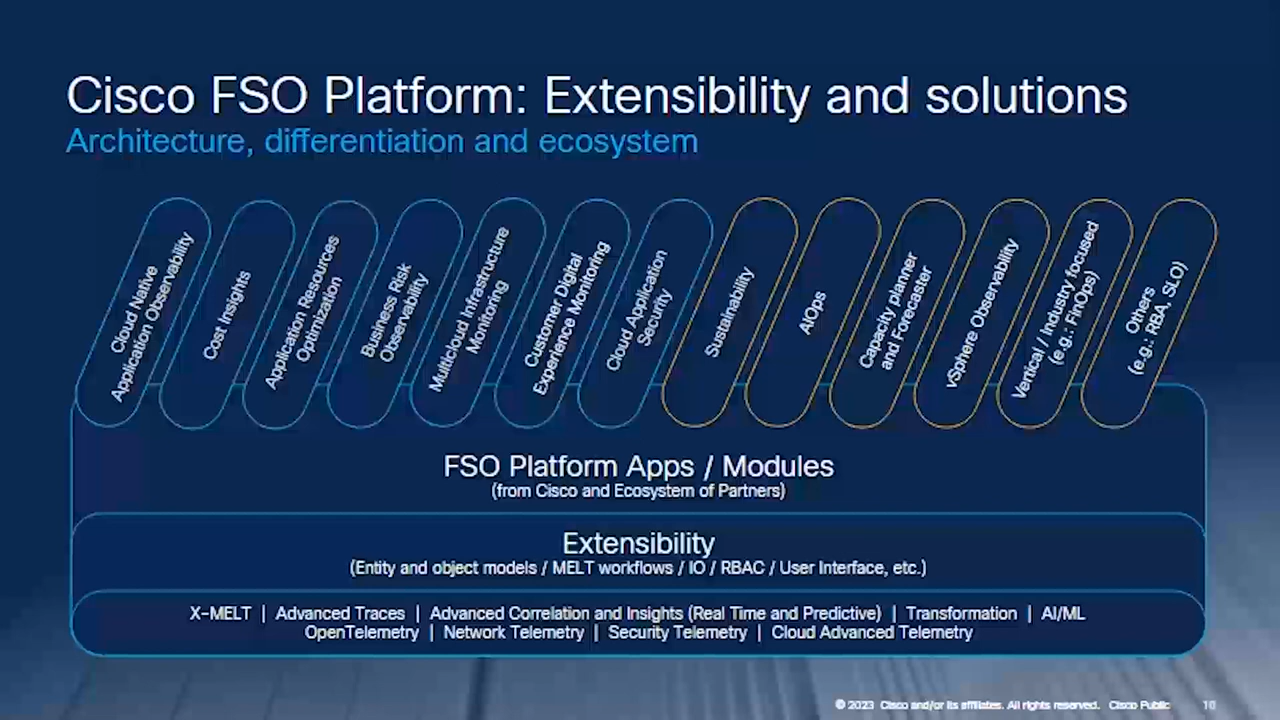 Cisco FSO Platform: Extensibility and solutions
Architecture, differentiation and ecosystem
Cloud Native
Application Observability
Cost Insights
Application Resources
Optimization
Business Risk
Observability
Multicloud Infrastructure
Monitoring
Customer Digital
Experience Monitoring
Cloud Application
Security
Sustainability
AIOps
Capacity planer
and Forecaster
vSphere Observability
Vertical / Industry focused
(e.g.: FinOps)
Others
(e.g.: RBA, SLO)
FSO Platform Apps / Modules
(from Cisco and Ecosystem of Partners)
Extensibility
(Entity and object models / MELT workflows / IO / RBAC / User Interface, etc.)
X-MELT | Advanced Traces | Advanced Correlation and Insights (Real Time and Predictive) | Transformation | AI/ML
OpenTelemetry | Network Telemetry | Security Telemetry | Cloud Advanced Telemetry
© 2023 Cisco and/or its affiliates. All rights reserved. Cisco Public 10